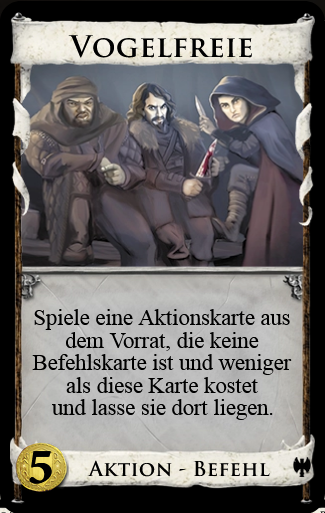 Vogelfreie
Spiele eine Aktionskarte aus
dem Vorrat, die keine
Befehlskarte ist und weniger
als diese Karte kostet
und lasse sie dort liegen.
5
Aktion - Befehl